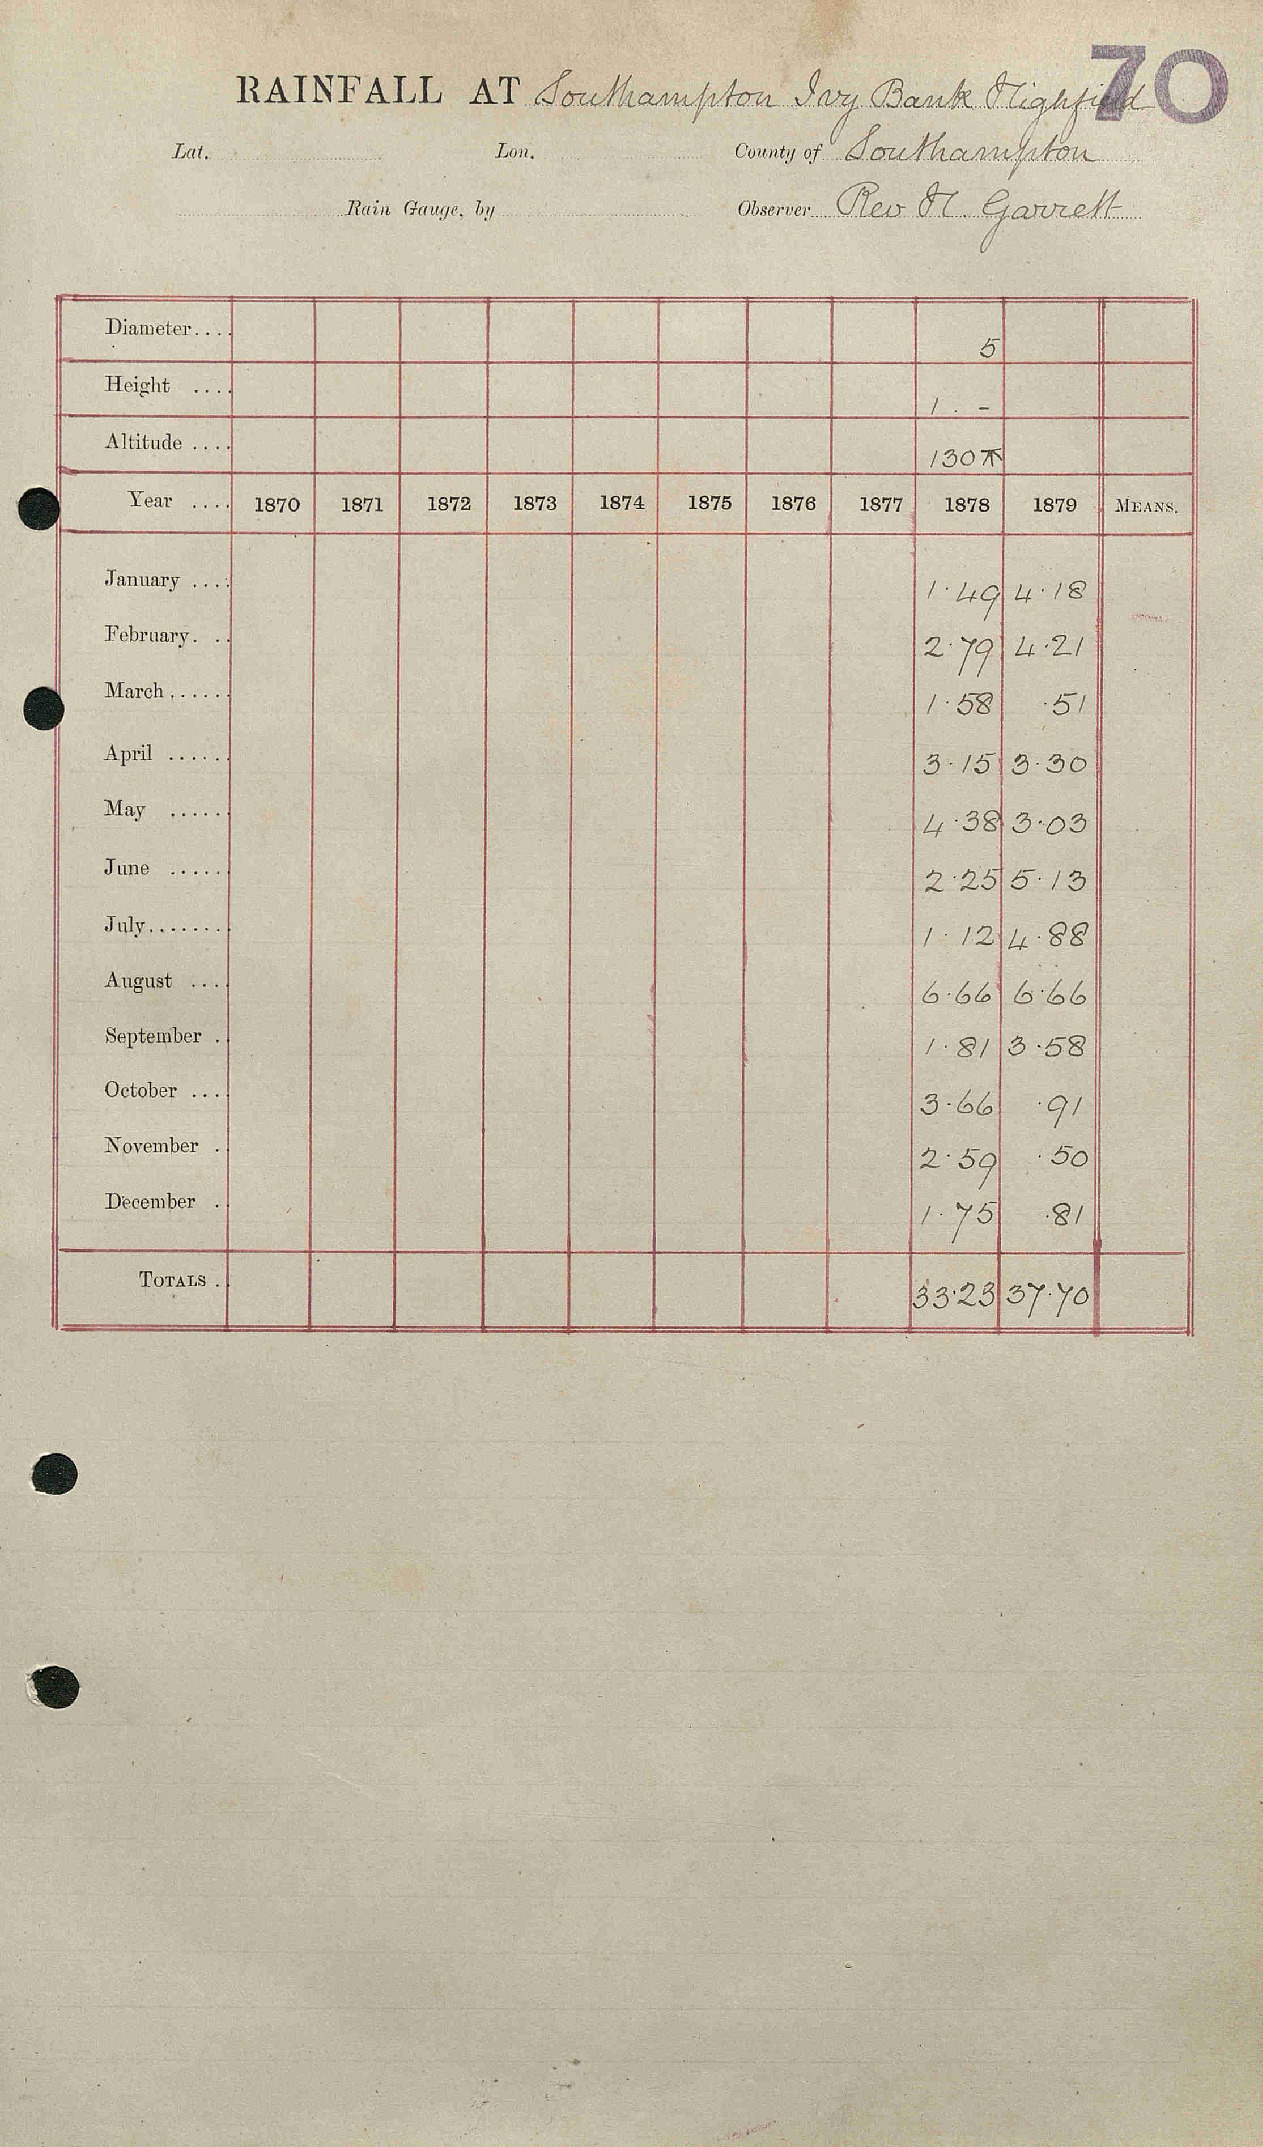 70
RAINFALL AT Southampton Ivy Bank Highfield
Lat. Lon. County of Southampton
Rain Gauge, by Observer Rev H. Garrett
Diameter.... 5
Height .... 1 . -
Altitude .... 130
Year .... 1870 1871 1872 1873 1874 1875 1876 1877 1878 1879 MEANS.
January .... 1.49 4.18
February. .. 2.79 4.21
March...... 1.58 .51
April ...... 3.15 3.30
May ...... 4.38 3.03
June ..... 2.25 5.13
July....... 1.12 4.88
August .... 6.66 6.66
September . 1.81 3.58
October .... 3.66 .91
November . 2.59 .50
December . 1.75 .81
TOTALS . 33.23 37.70